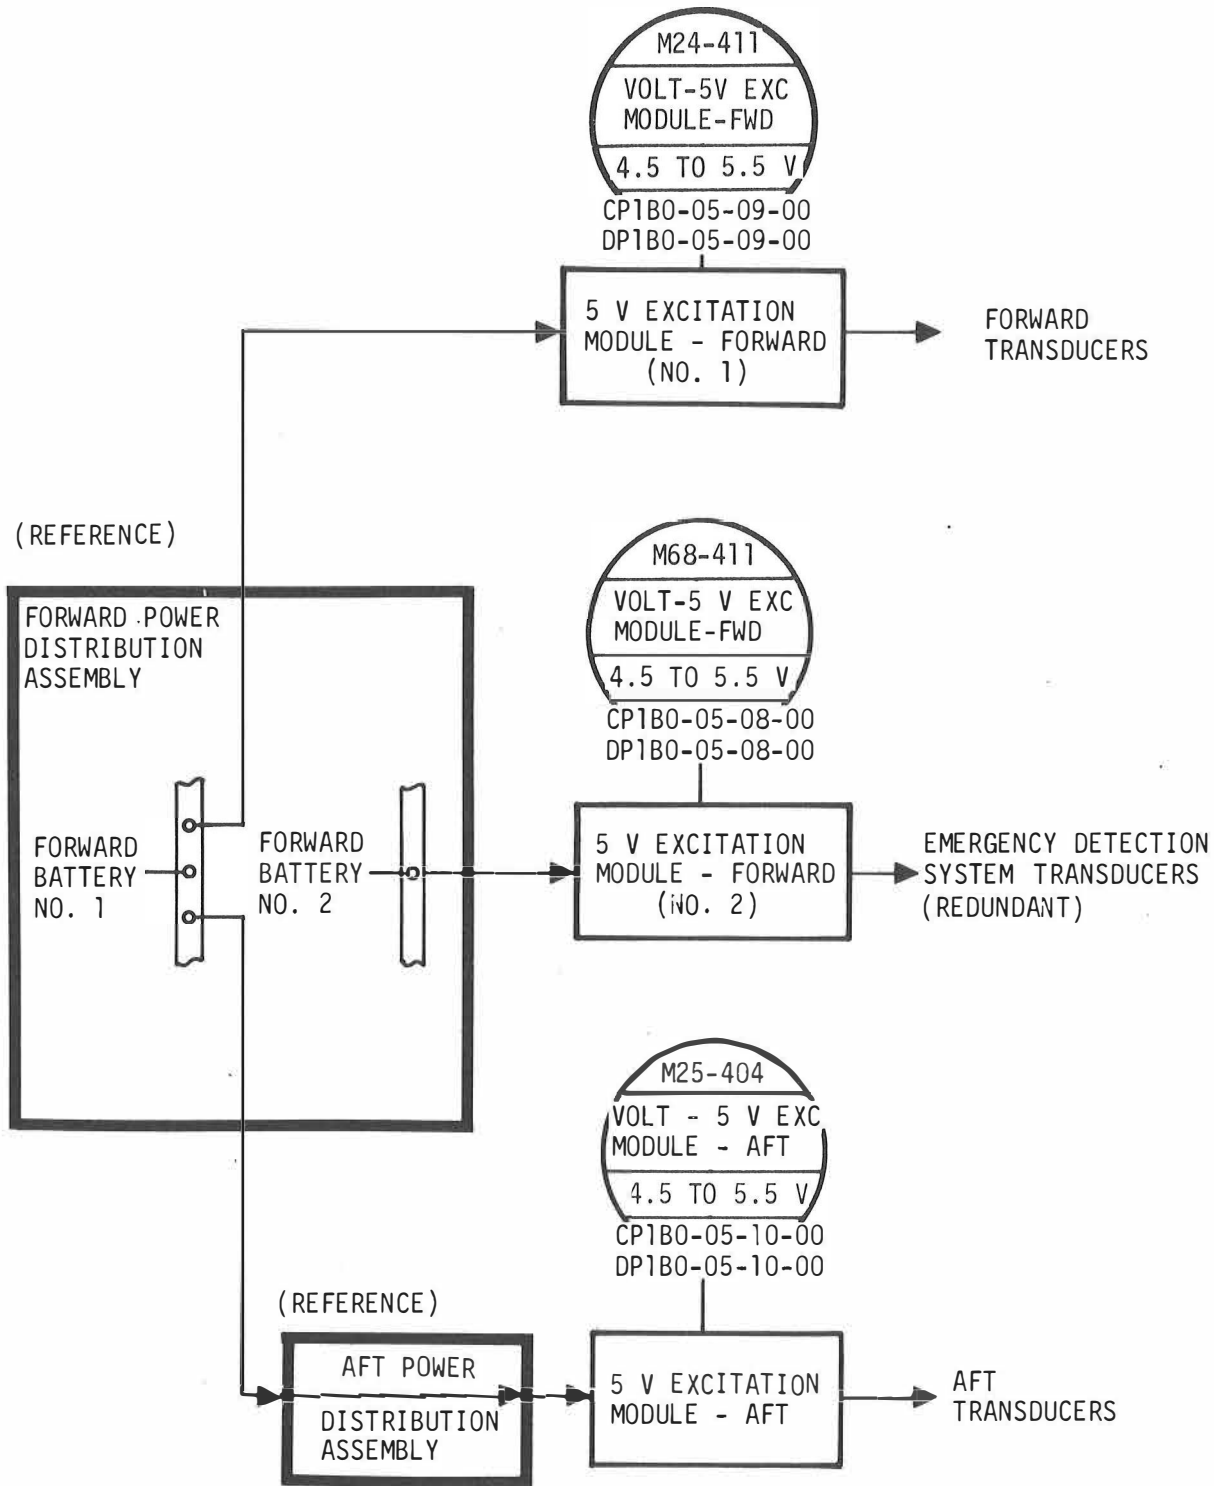 M24-411
VOLT-5V EXC
MODULE-FWD
4.5 TO 5.5 V
CP1B0-05-09-00
DP1B0-05-09-00
5 V EXCITATION
MODULE - FORWARD
(NO. 1)
FORWARD
TRANSDUCERS
(REFERENCE)
FORWARD POWER
DISTRIBUTION
ASSEMBLY
FORWARD
BATTERY
NO. 1
FORWARD
BATTERY
NO. 2
M68-411
VOLT-5 V EXC
MODULE-FWD
4.5 TO 5.5 V
CP1B0-05-08-00
DP1B0-05-08-00
5 V EXCITATION
MODULE - FORWARD
(NO. 2)
EMERGENCY DETECTION
SYSTEM TRANSDUCERS
(REDUNDANT)
M25-404
VOLT - 5 V EXC
MODULE - AFT
4.5 TO 5.5 V
CP1B0-05-10-00
DP1B0-05-10-00
(REFERENCE)
AFT POWER
DISTRIBUTION
ASSEMBLY
5 V EXCITATION
MODULE - AFT
AFT
TRANSDUCERS